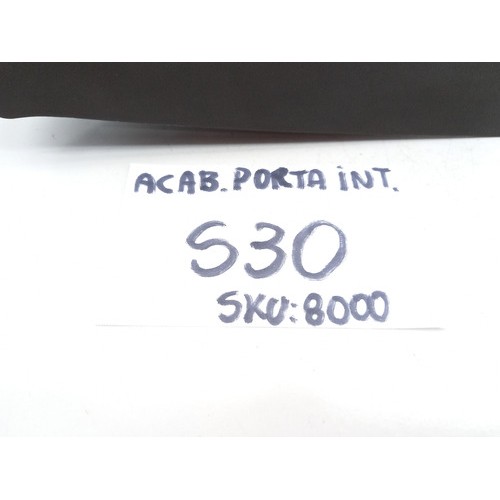 ACAB. PORTA INT.
S30
SKU: 8000